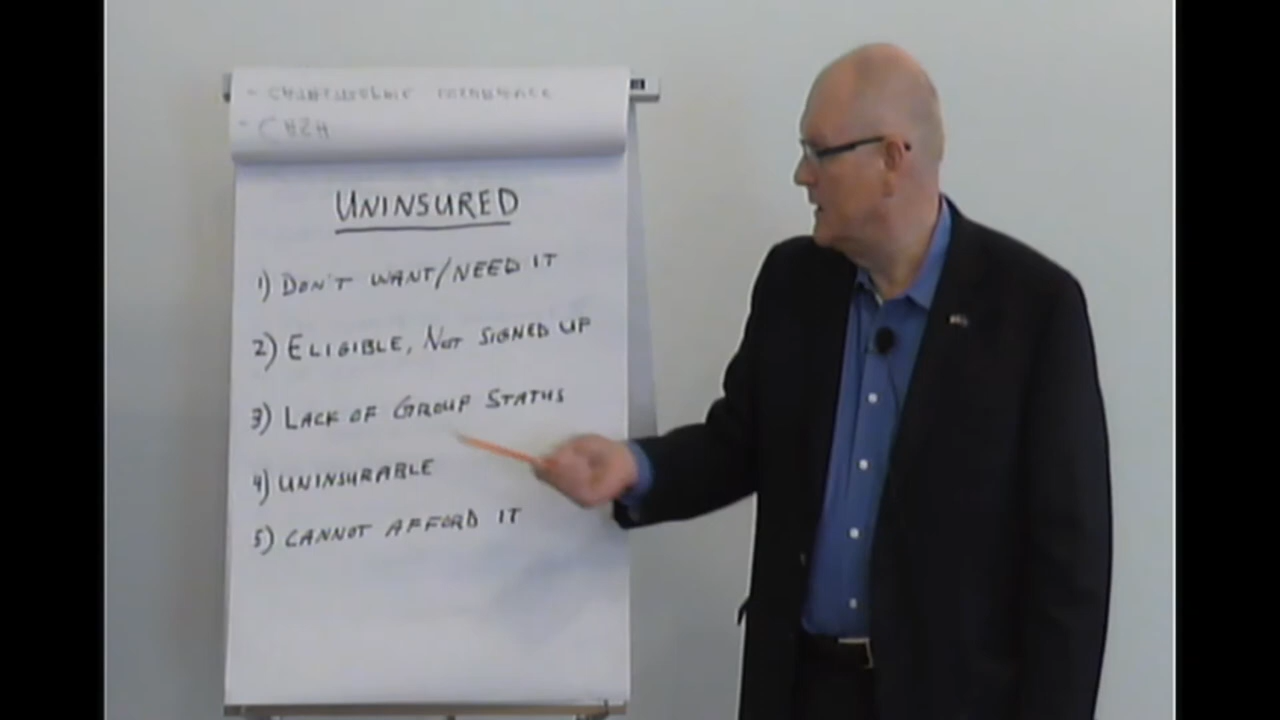 UNINSURED
1) DON'T WANT/NEED IT
2) ELIGIBLE, NOT SIGNED UP
3) LACK OF GROUP STATUS
4) UNINSURABLE
5) CANNOT AFFORD IT